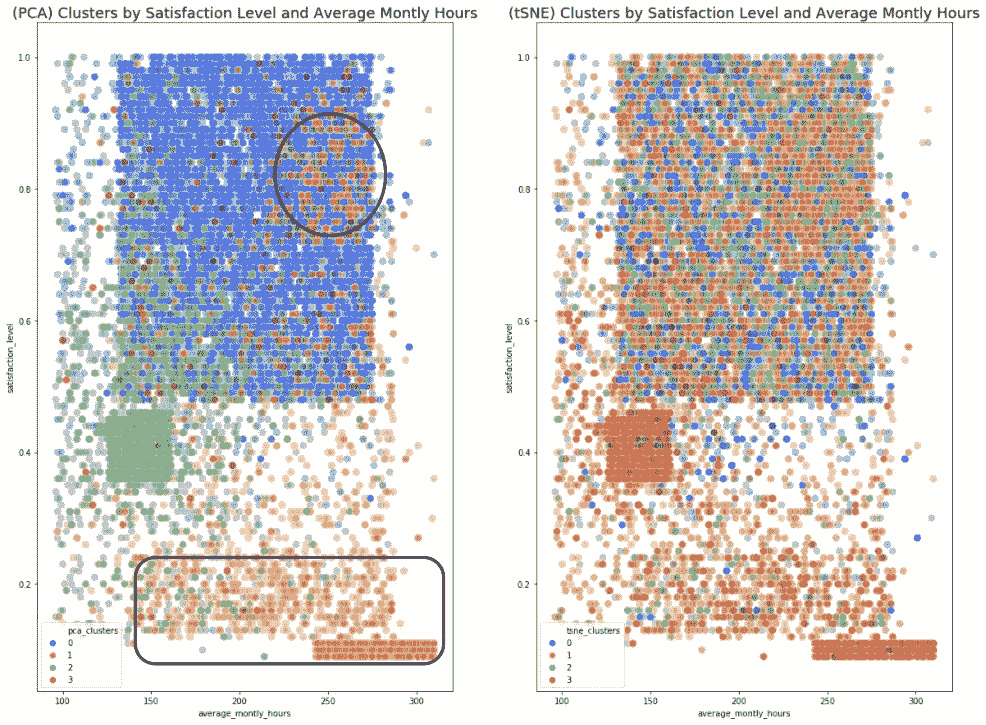 (PCA) Clusters by Satisfaction Level and Average Montly Hours
satisfaction_level
1.0
0.8
0.6
0.4
0.2
pca_clusters
0
1
2
3
100 150 200 250 300
average_montly_hours
(tSNE) Clusters by Satisfaction Level and Average Montly Hours
satisfaction_level
1.0
0.8
0.6
0.4
0.2
tsne_clusters
0
1
2
3
100 150 200 250 300
average_montly_hours